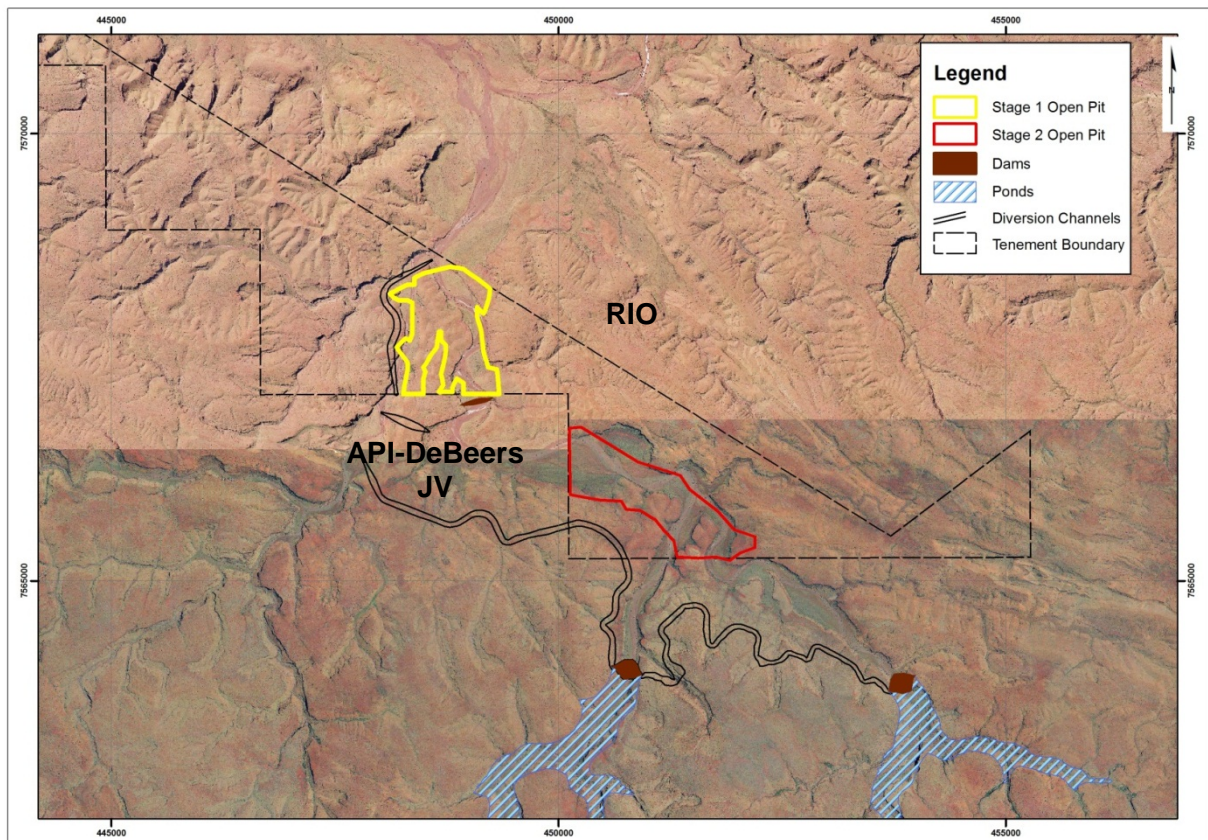 445000
450000
455000
7570000
7570000
Legend
Stage 1 Open Pit
Stage 2 Open Pit
Dams
Ponds
Diversion Channels
Tenement Boundary
N
RIO
API-DeBeers
JV
7565000
7565000
445000
450000
455000